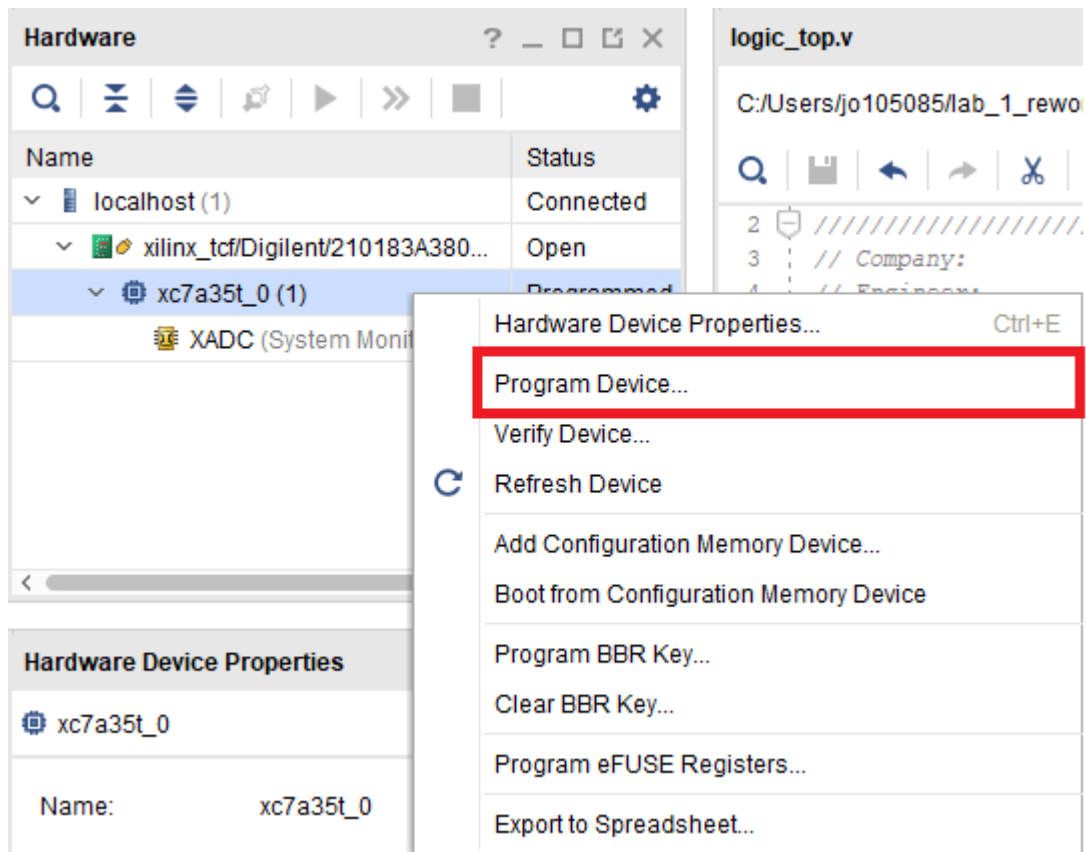 Hardware
Name Status
localhost (1) Connected
xilinx_tcf/Digilent/210183A380... Open
xc7a35t_0 (1) Programmed
XADC (System Monit
Hardware Device Properties
xc7a35t_0
Name: xc7a35t_0
logic_top.v
C:/Users/jo105085/lab_1_rewo
2 ///////////////////
3 // Company:
4 // Engineer:
Hardware Device Properties... Ctrl+E
Program Device...
Verify Device...
Refresh Device
Add Configuration Memory Device...
Boot from Configuration Memory Device
Program BBR Key...
Clear BBR Key...
Program eFUSE Registers...
Export to Spreadsheet...